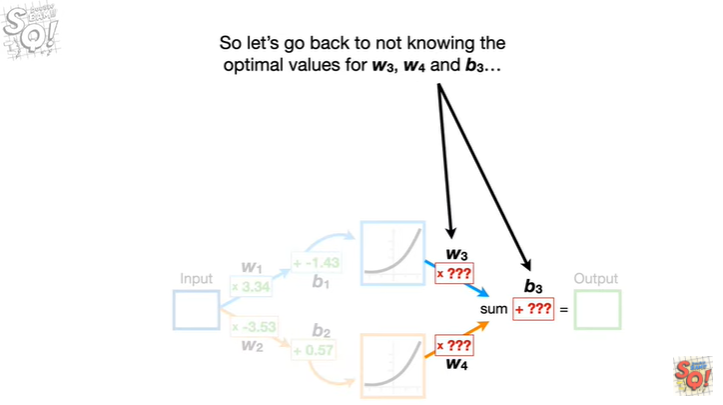 So let's go back to not knowing the
optimal values for w3, w4 and b3…
w1
x 3.34
+ -1.43
b1
w3
x ???
Input
b3
Output
sum
+ ???
=
x -3.53
w2
b2
+ 0.57
x ???
w4
SQ!